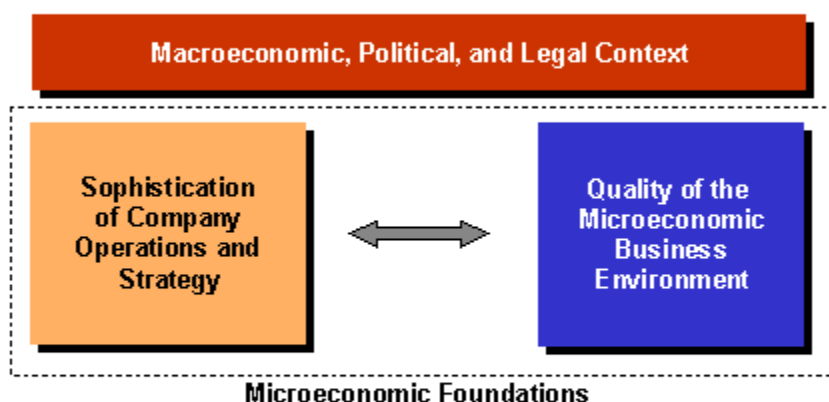 Macroeconomic, Political, and Legal Context
Sophistication
of Company
Operations and
Strategy
Quality of the
Microeconomic
Business
Environment
Microeconomic Foundations